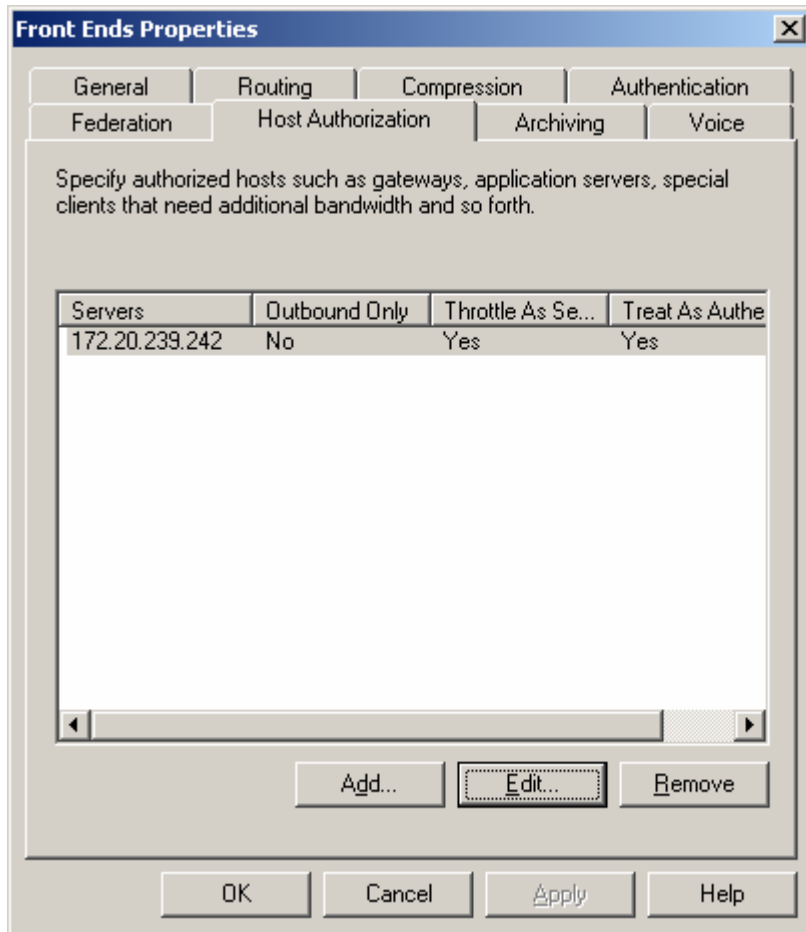 Front Ends Properties
General Routing Compression Authentication
Federation Host Authorization Archiving Voice
Specify authorized hosts such as gateways, application servers, special
clients that need additional bandwidth and so forth.
Servers Outbound Only Throttle As Se... Treat As Authe
172.20.239.242 No Yes Yes
Add... Edit... Remove
OK Cancel Apply Help